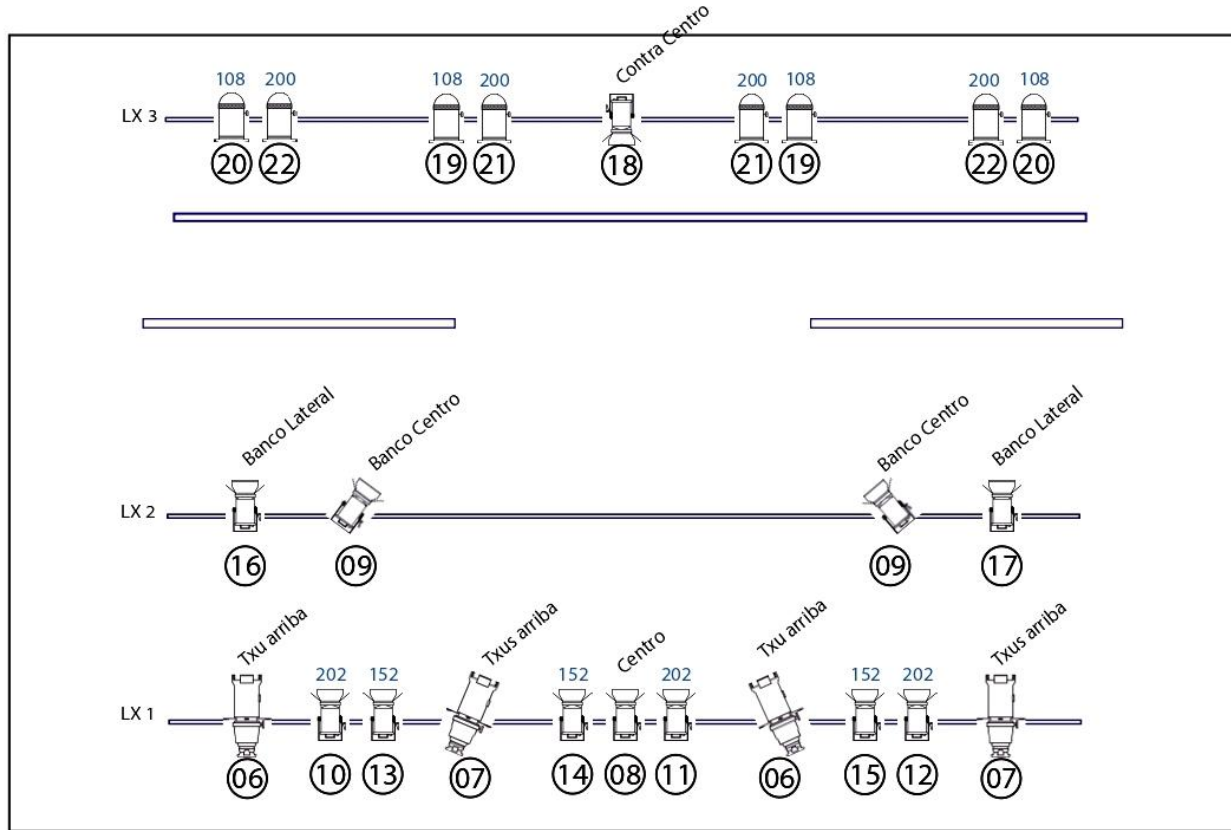 Contra Centro
108 200 108 200 200 108 200 108
LX 3
20 22 19 21 18 21 19 22 20
Banco Lateral Banco Centro Banco Centro Banco Lateral
LX 2
16 09 09 17
Txu arriba Txus arriba Centro Txu arriba Txus arriba
202 152 152 202 152 202
LX 1
06 10 13 07 14 08 11 06 15 12 07